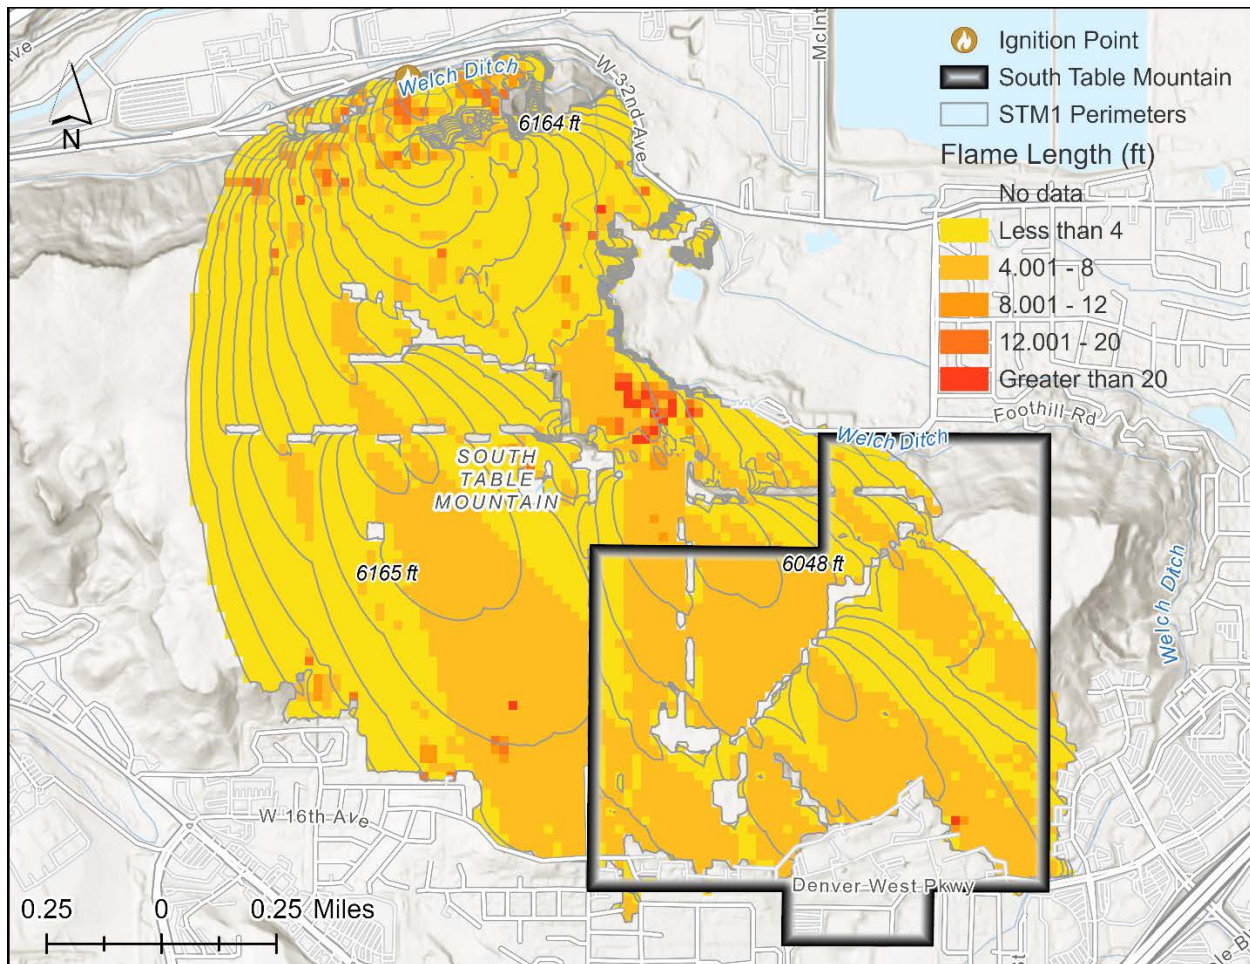 Ave
Welch Ditch
W 32nd Ave
McInt
6164 ft
N
Ignition Point
South Table Mountain
STM1 Perimeters
Flame Length (ft)
No data
Less than 4
4.001 - 8
8.001 - 12
12.001 - 20
Greater than 20
Foothill Rd
Welch Ditch
SOUTH
TABLE
MOUNTAIN
6165 ft
6048 ft
Welch Ditch
W 16th Ave
Denver West Pkwy
0.25 0 0.25 Miles